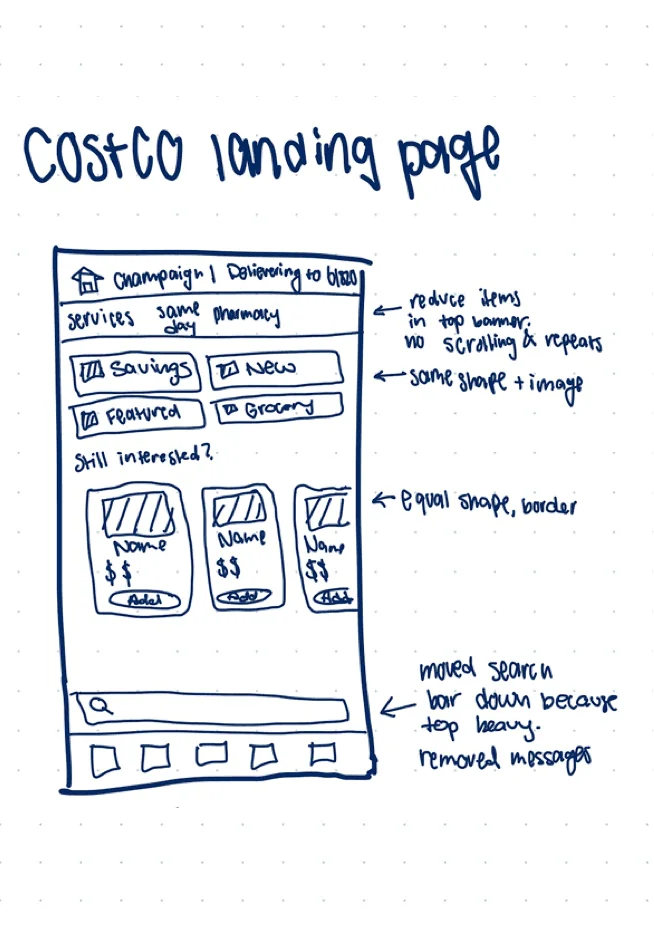 Costco landing page
Champaign | Delivering to 61820
services same day pharmacy
Savings New
Featured Grocery
Still interested?
Name Name Nam
$$ $$ $$
Add Add Add
← reduce items
in top banner.
no scrolling & repeats
← same shape + image
← equal shape, border
moved search
← bar down because
top heavy.
removed messages